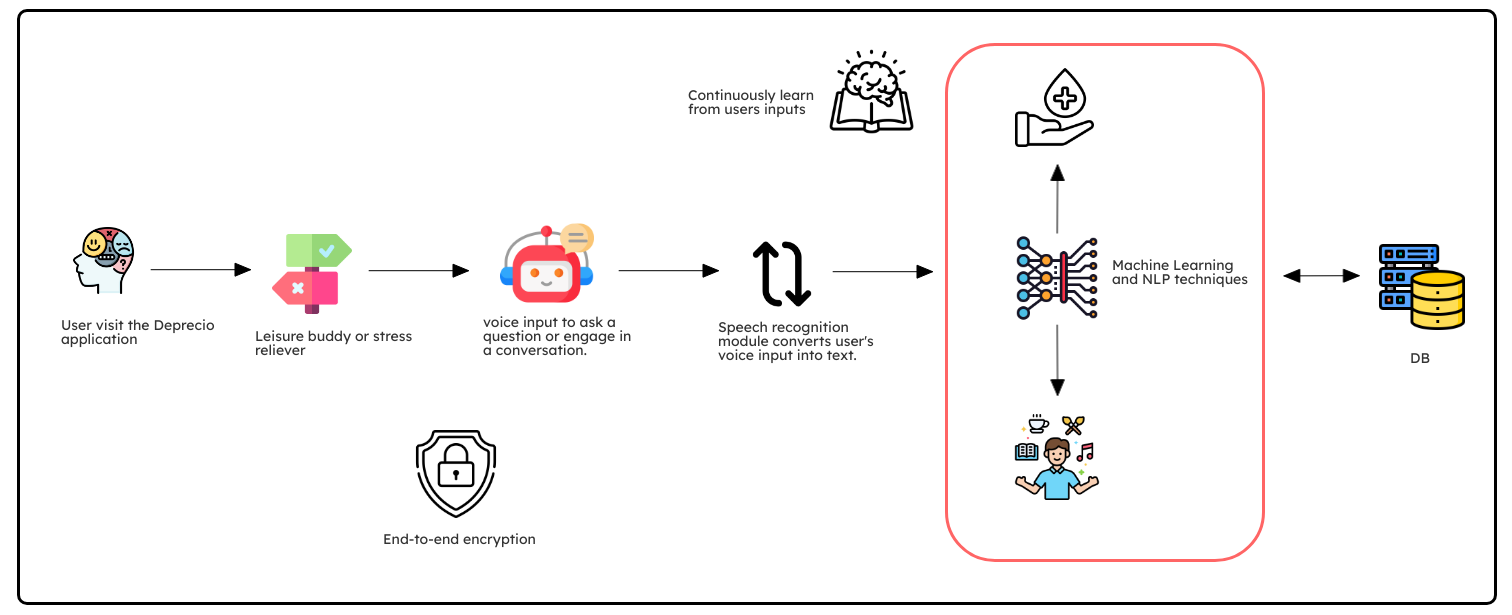 Continuously learn
from users inputs
Machine Learning
and NLP techniques
User visit the Deprecio
application
Leisure buddy or stress
reliever
voice input to ask a
question or engage in
a conversation.
Speech recognition
module converts user's
voice input into text.
DB
End-to-end encryption